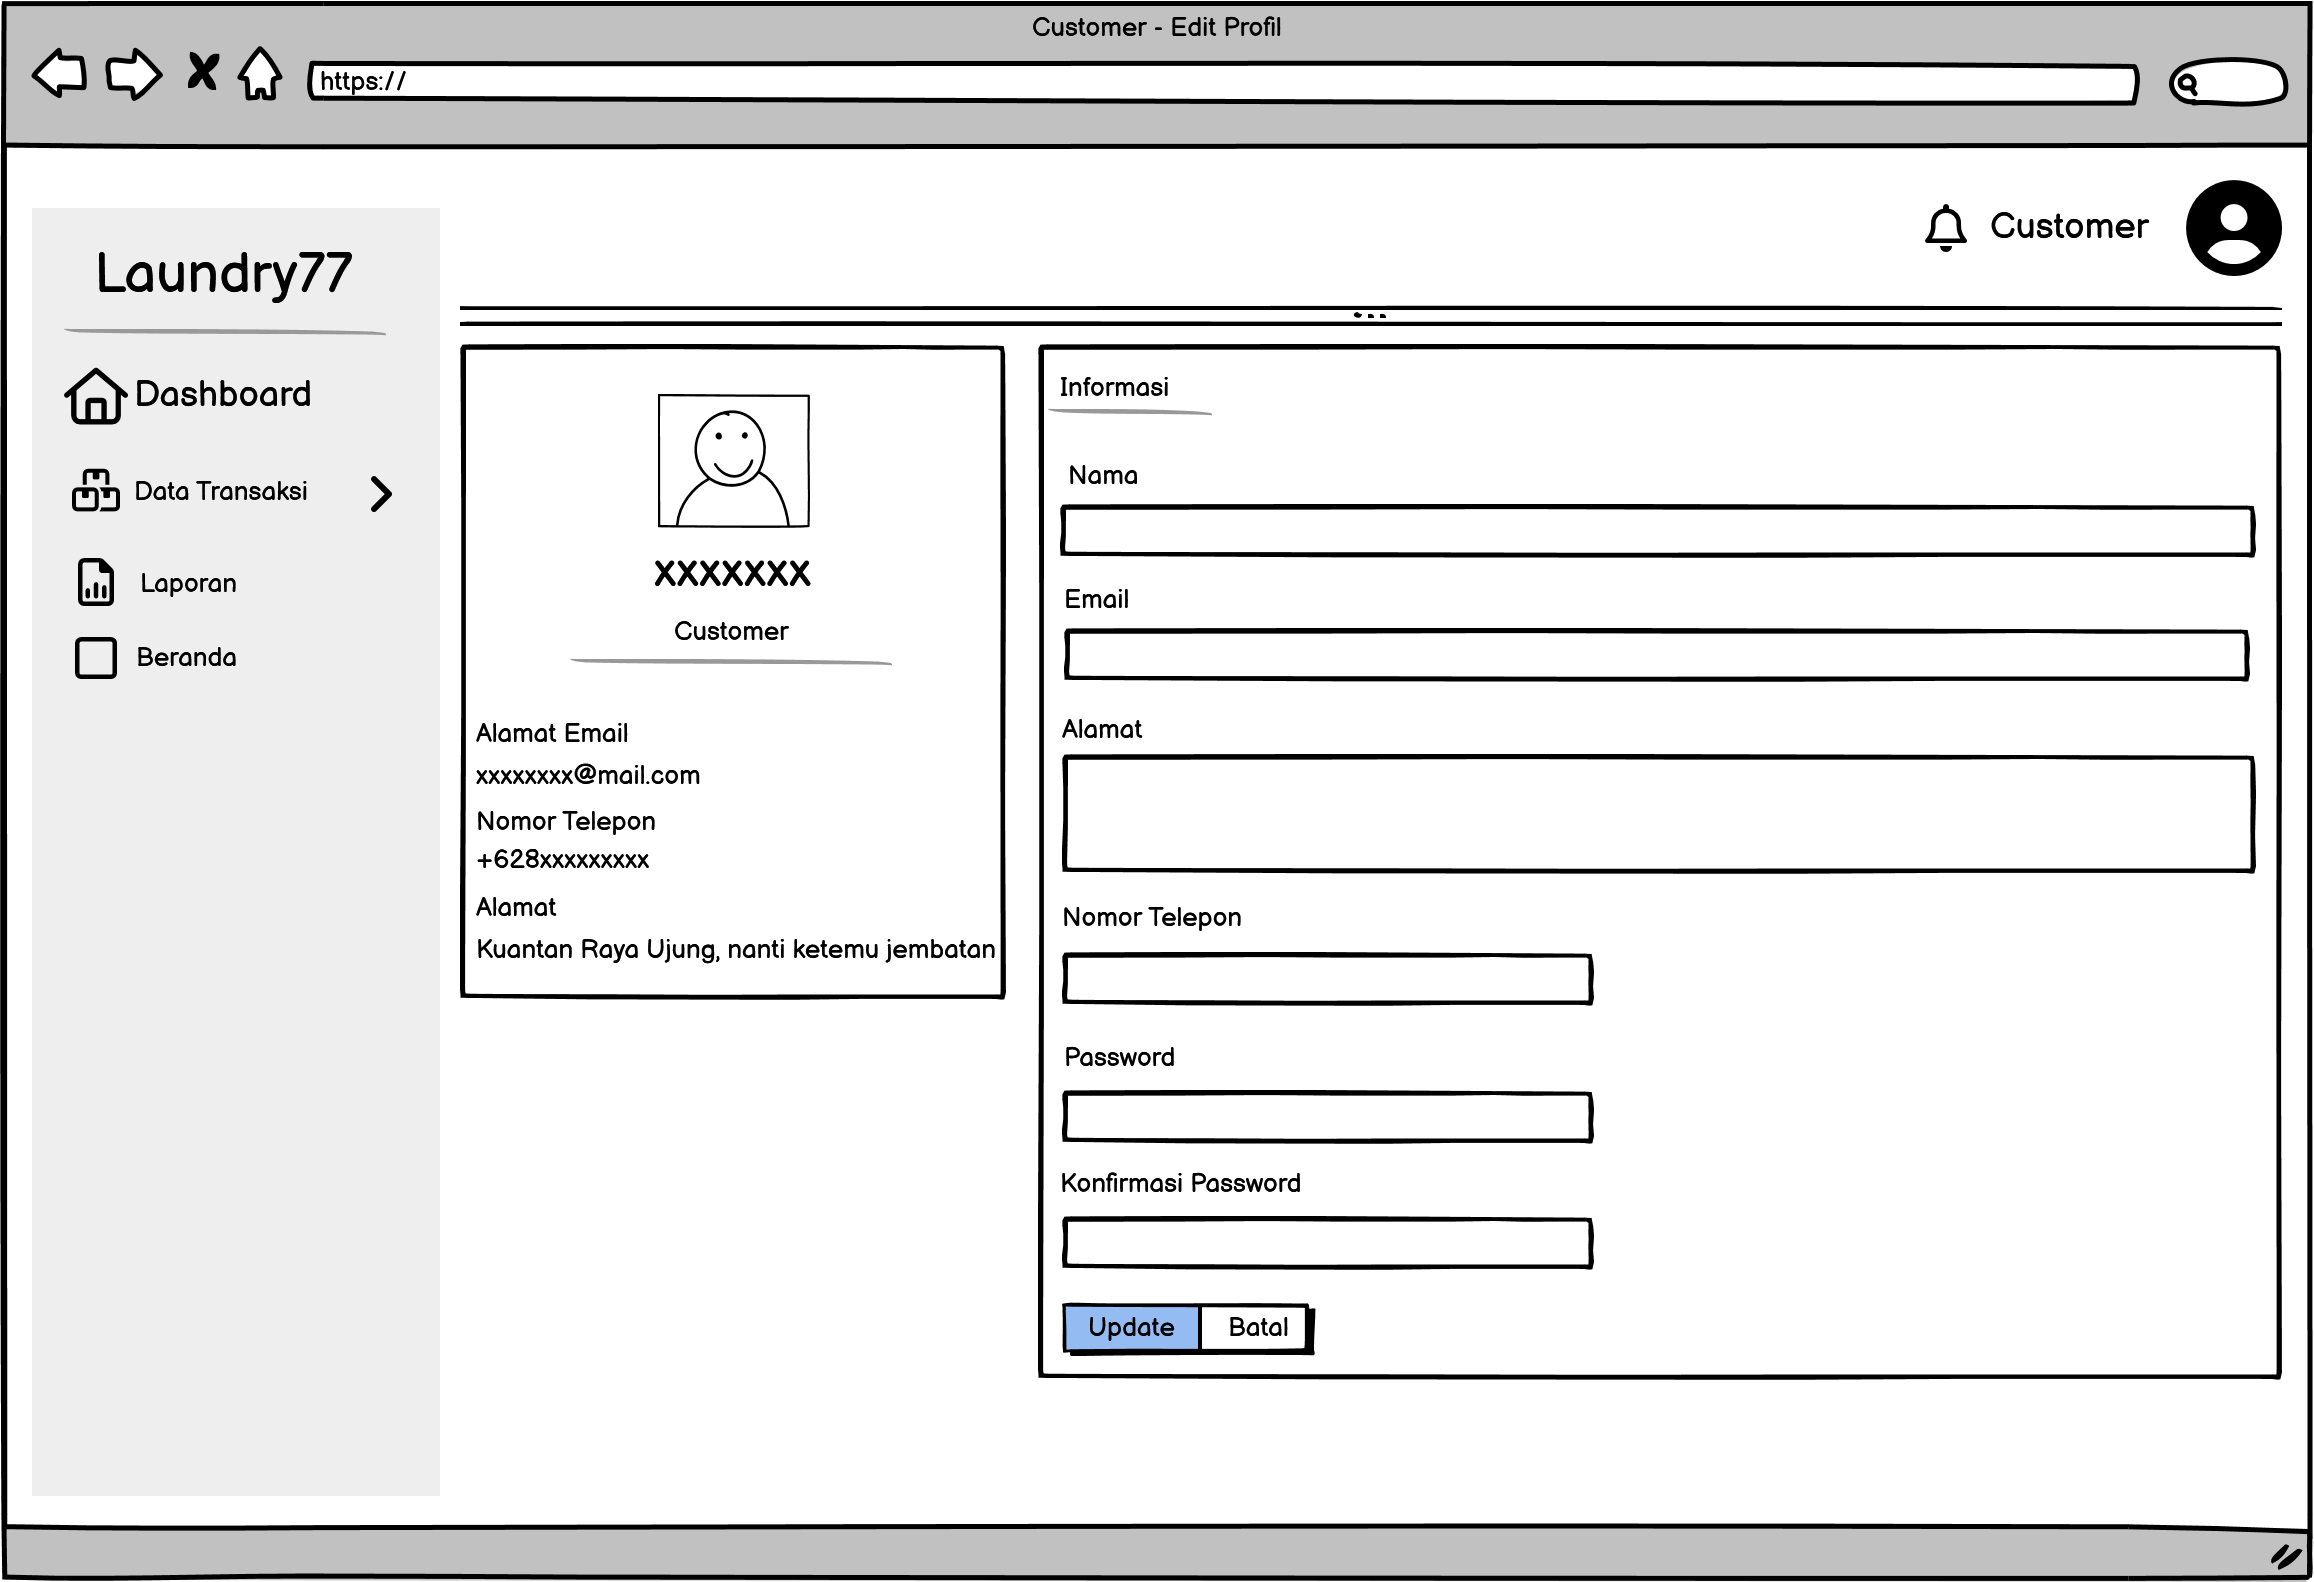 Customer - Edit Profil
https://
Customer
Laundry77
Dashboard
Data Transaksi
Laporan
Beranda
xxxxxxx
Customer
Alamat Email
xxxxxxxx@mail.com
Nomor Telepon
+628xxxxxxxxx
Alamat
Kuantan Raya Ujung, nanti ketemu jembatan
Informasi
Nama
Email
Alamat
Nomor Telepon
Password
Konfirmasi Password
Update
Batal